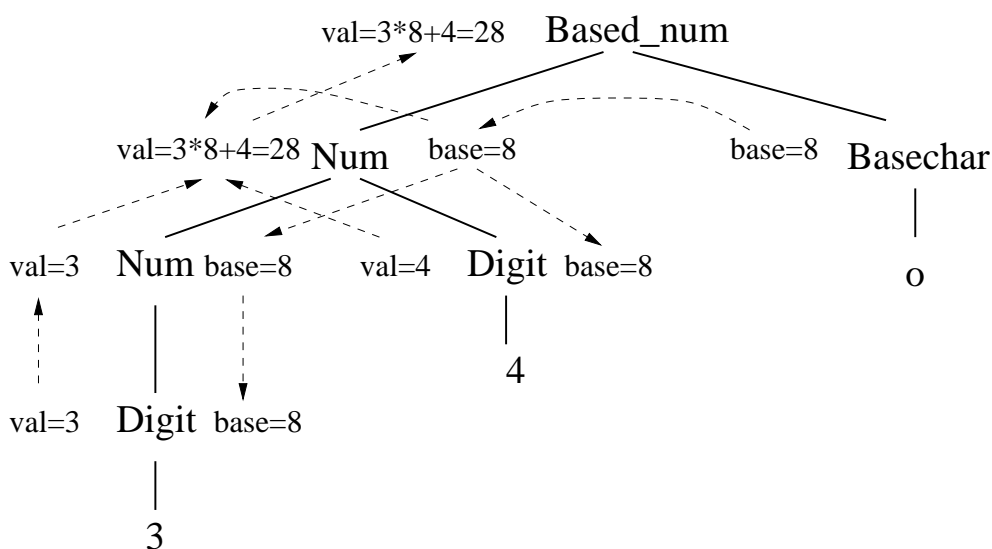 val=3*8+4=28 Based_num
val=3*8+4=28 Num base=8 base=8 Basechar
val=3 Num base=8 val=4 Digit base=8 o
4
val=3 Digit base=8
3